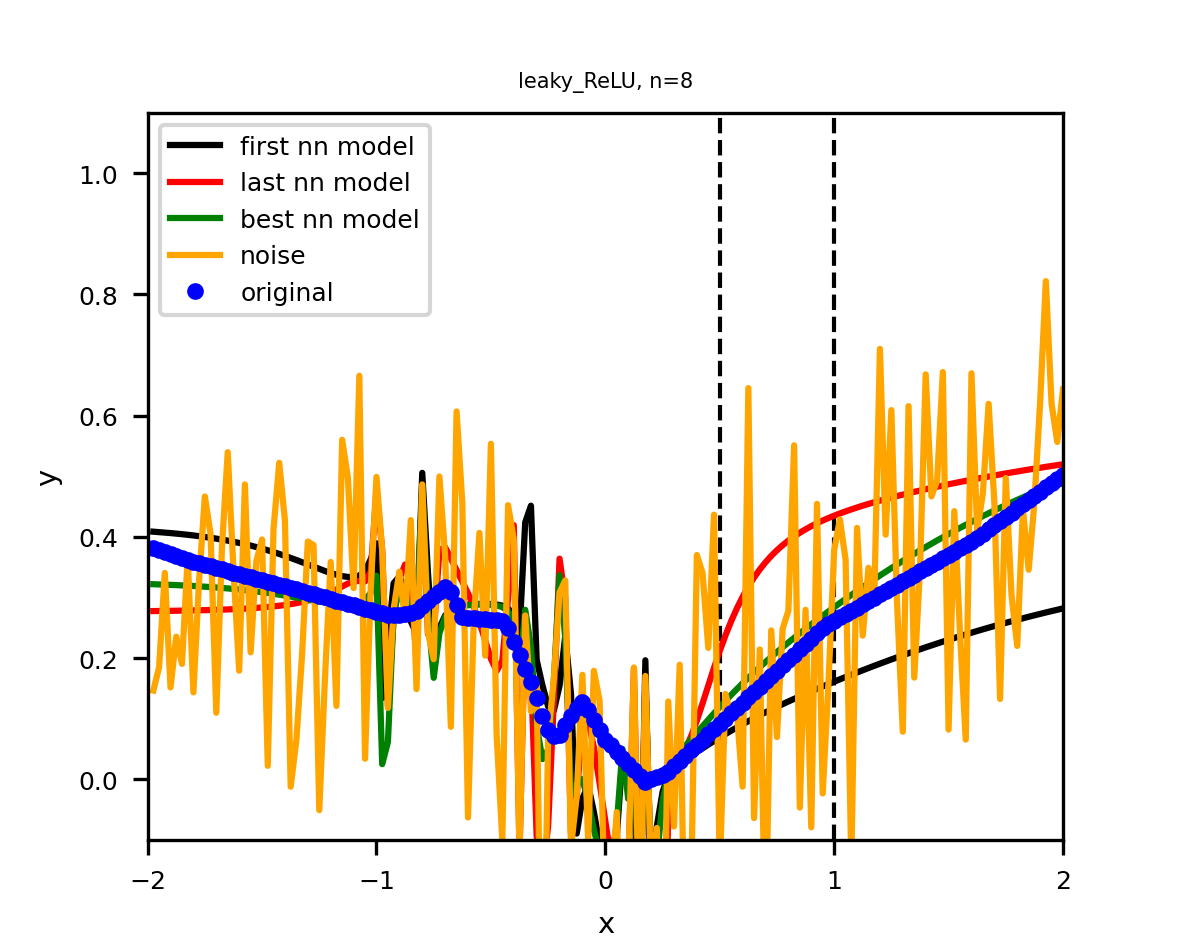 leaky_ReLU, n=8
first nn model
last nn model
best nn model
noise
original
1.0
0.8
0.6
0.4
0.2
0.0
y
−2
−1
0
1
2
x